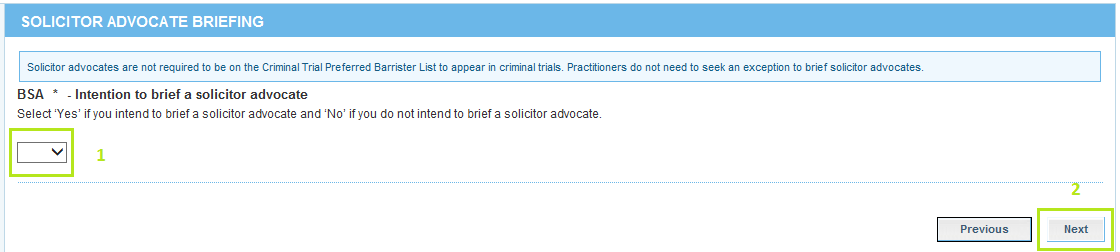 SOLICITOR ADVOCATE BRIEFING
Solicitor advocates are not required to be on the Criminal Trial Preferred Barrister List to appear in criminal trials. Practitioners do not need to seek an exception to brief solicitor advocates.
BSA * - Intention to brief a solicitor advocate
Select ‘Yes’ if you intend to brief a solicitor advocate and ‘No’ if you do not intend to brief a solicitor advocate.
1
2
Previous Next